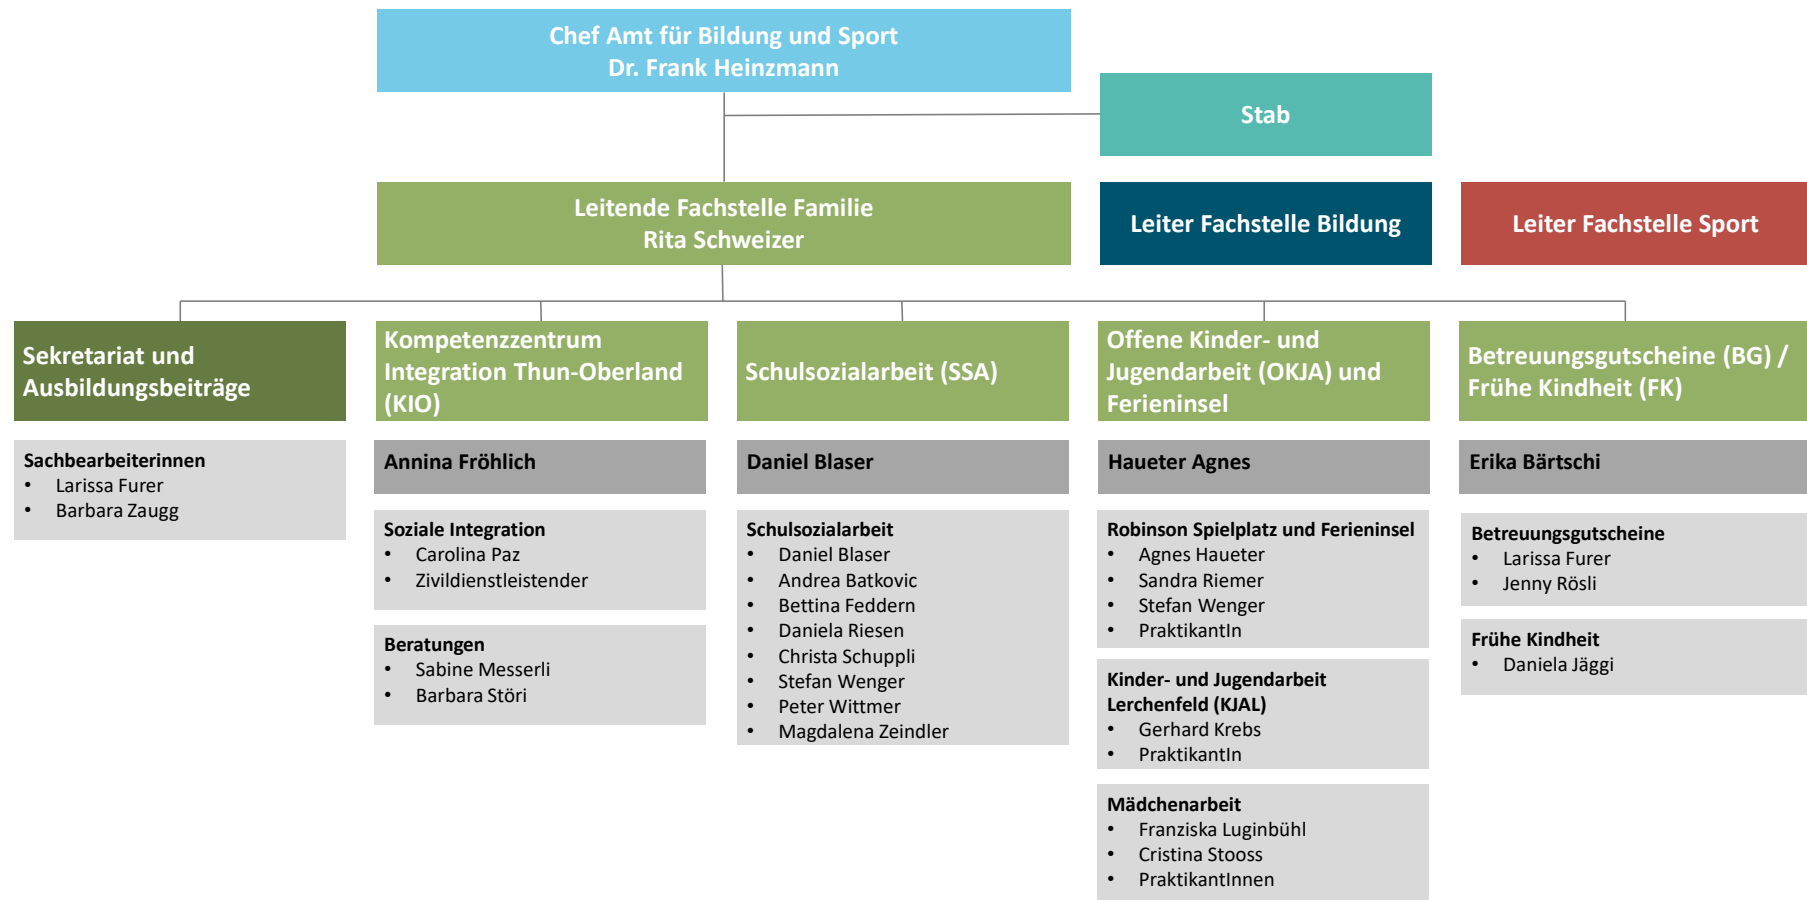 Chef Amt für Bildung und Sport
Dr. Frank Heinzmann
Stab
Leitende Fachstelle Familie
Rita Schweizer
Leiter Fachstelle Bildung
Leiter Fachstelle Sport
Sekretariat und
Ausbildungsbeiträge
Sachbearbeiterinnen
• Larissa Furer
• Barbara Zaugg
Kompetenzzentrum
Integration Thun-Oberland
(KIO)
Annina Fröhlich
Soziale Integration
• Carolina Paz
• Zivildienstleistender
Beratungen
• Sabine Messerli
• Barbara Störi
Schulsozialarbeit (SSA)
Daniel Blaser
Schulsozialarbeit
• Daniel Blaser
• Andrea Batkovic
• Bettina Feddern
• Daniela Riesen
• Christa Schuppli
• Stefan Wenger
• Peter Wittmer
• Magdalena Zeindler
Offene Kinder- und
Jugendarbeit (OKJA) und
Ferieninsel
Haueter Agnes
Robinson Spielplatz und Ferieninsel
• Agnes Haueter
• Sandra Riemer
• Stefan Wenger
• PraktikantIn
Kinder- und Jugendarbeit
Lerchenfeld (KJAL)
• Gerhard Krebs
• PraktikantIn
Mädchenarbeit
• Franziska Luginbühl
• Cristina Stooss
• PraktikantInnen
Betreuungsgutscheine (BG) /
Frühe Kindheit (FK)
Erika Bärtschi
Betreuungsgutscheine
• Larissa Furer
• Jenny Rösli
Frühe Kindheit
• Daniela Jäggi